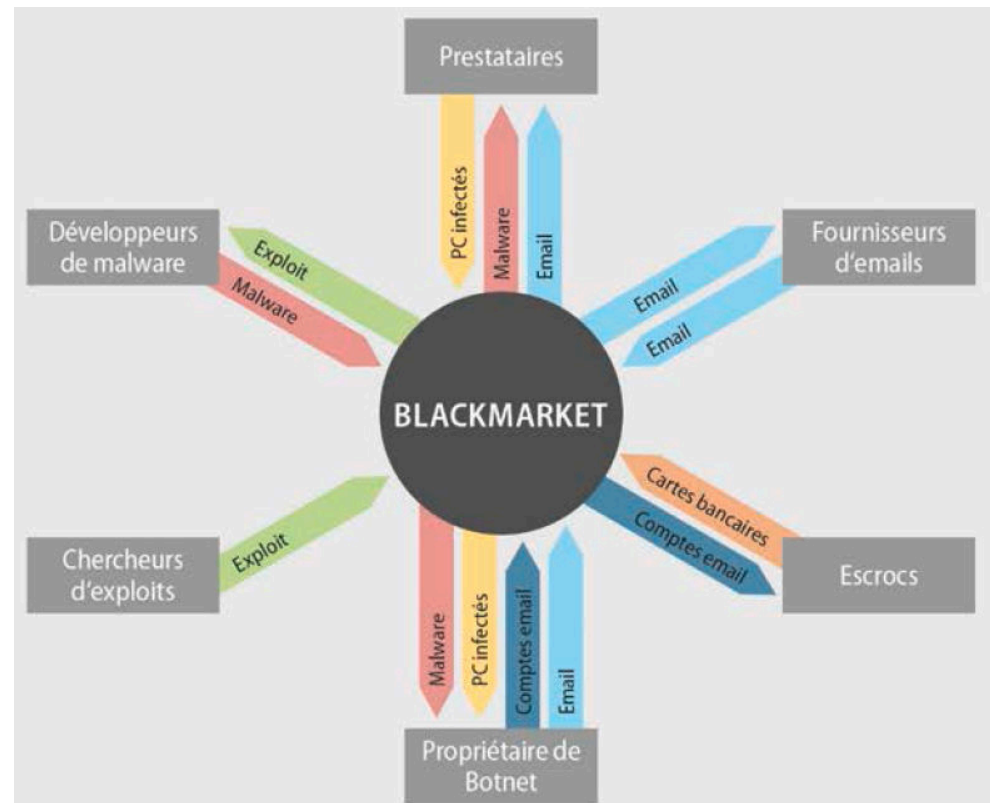 Prestataires
PC infectés
Malware
Email
Développeurs
de malware
Exploit
Malware
Fournisseurs
d'emails
Email
Email
BLACKMARKET
Chercheurs
d'exploits
Exploit
Cartes bancaires
Comptes email
Escrocs
Malware
PC infectés
Comptes email
Email
Propriétaire de
Botnet